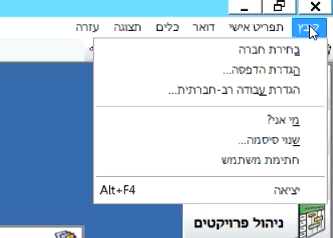 קובץ תפריט אישי דואר כלים תצוגה עזרה
בחירת חברה
הגדרת הדפסה...
הגדרת עבודה רב-חברתית...
מי אני?
שנוי סיסמה...
חתימת משתמש
יציאה Alt+F4
ניהול פרויקטים